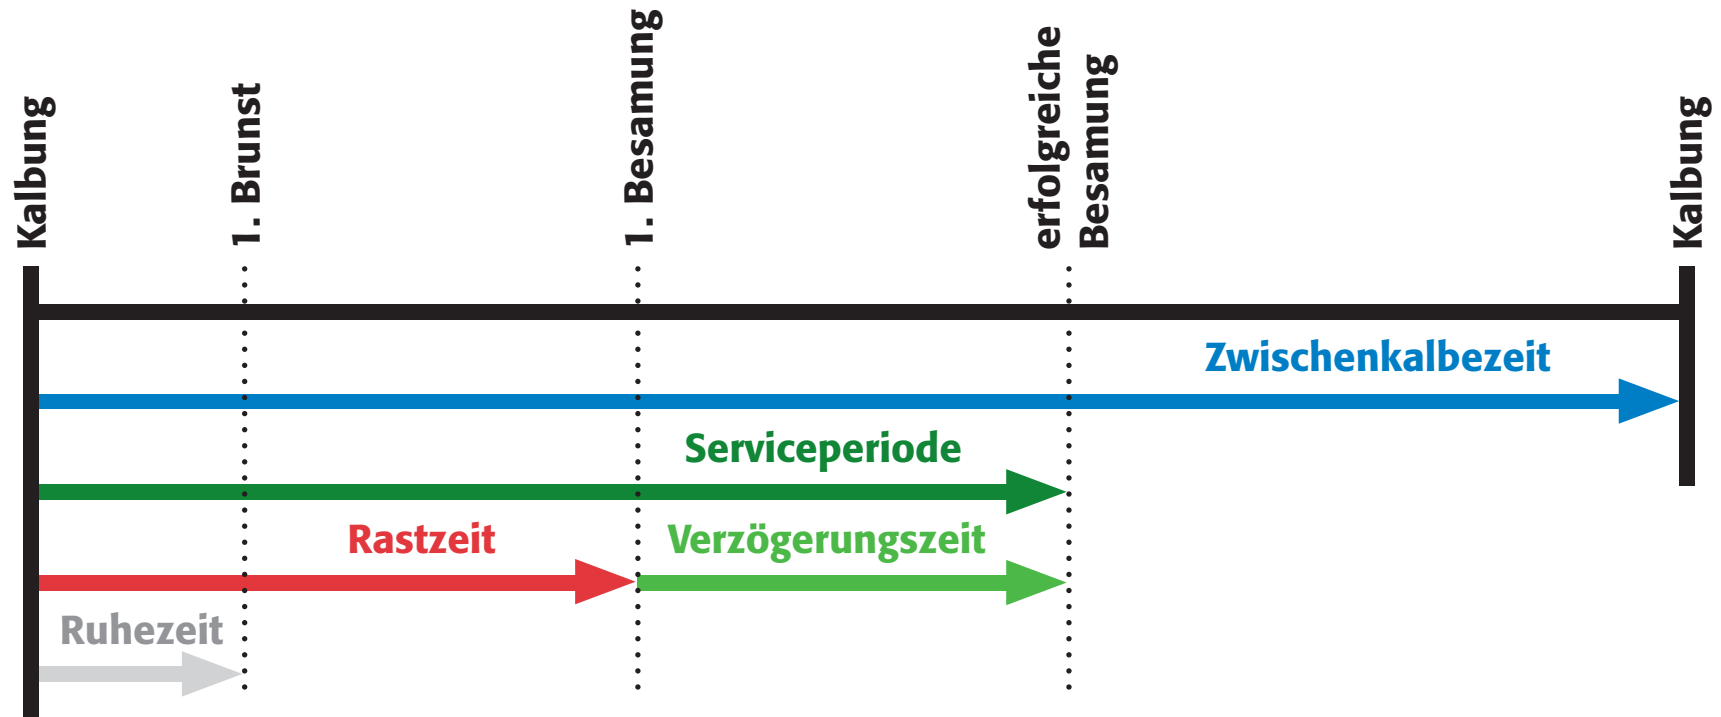 Kalbung
1. Brunst
1. Besamung
erfolgreiche
Besamung
Kalbung
Zwischenkalbezeit
Serviceperiode
Rastzeit
Verzögerungszeit
Ruhezeit